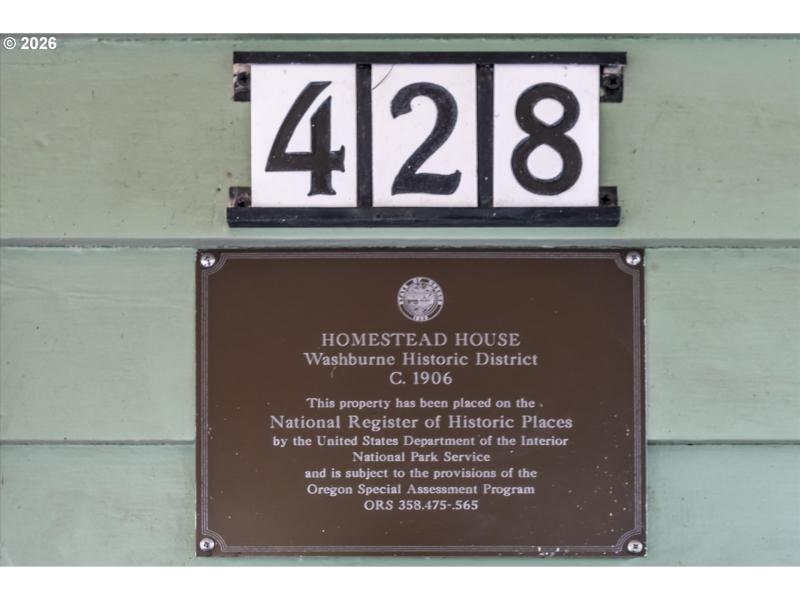 © 2026
428
HOMESTEAD HOUSE
Washburne Historic District
C. 1906
This property has been placed on the
National Register of Historic Places
by the United States Department of the Interior
National Park Service
and is subject to the provisions of the
Oregon Special Assessment Program
ORS 358.475-.565